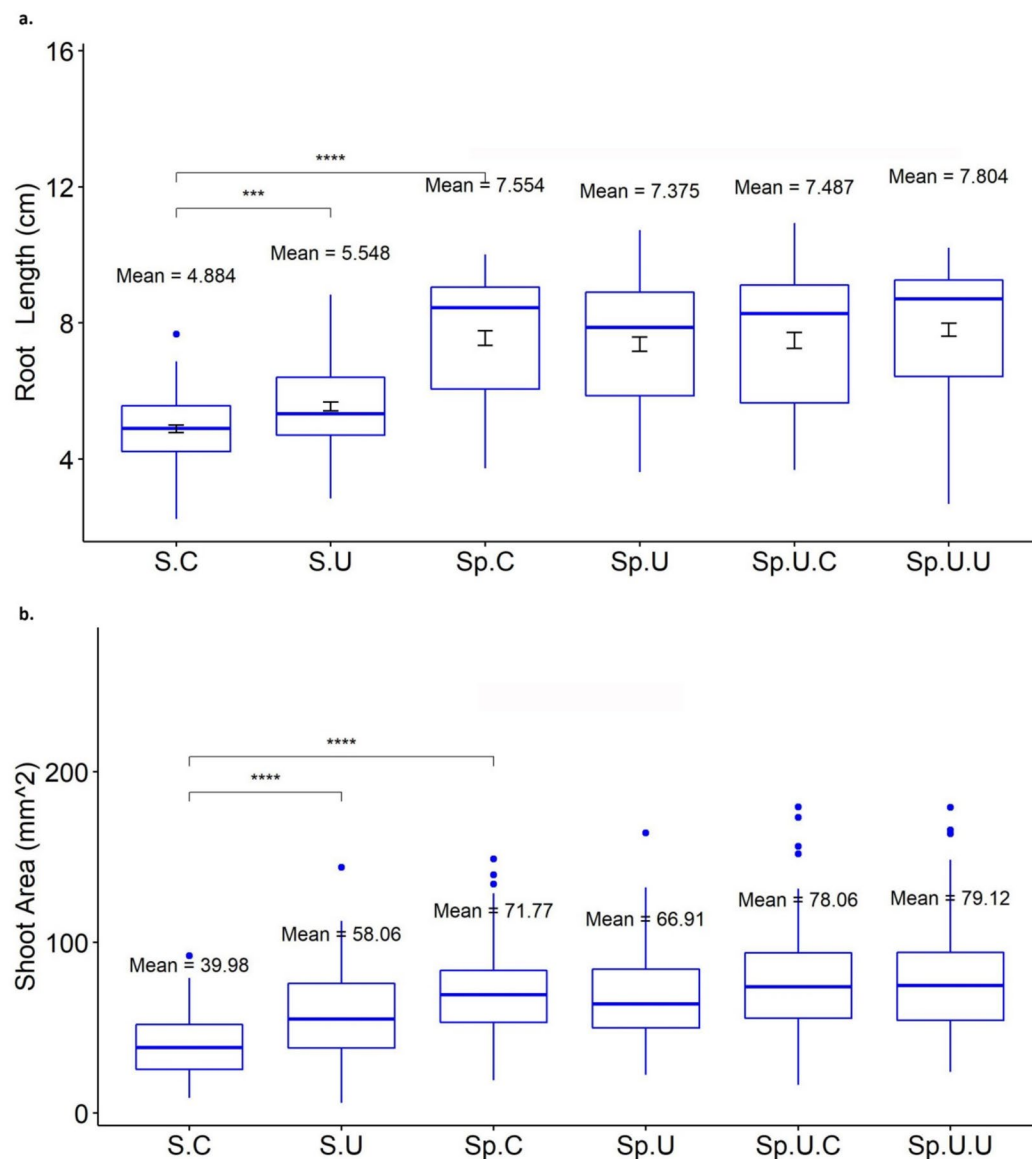 a.
Root Length (cm)
16
12
8
4
****
***
Mean = 4.884
Mean = 5.548
Mean = 7.554
Mean = 7.375
Mean = 7.487
Mean = 7.804
S.C
S.U
Sp.C
Sp.U
Sp.U.C
Sp.U.U
b.
Shoot Area (mm^2)
200
100
0
****
****
Mean = 39.98
Mean = 58.06
Mean = 71.77
Mean = 66.91
Mean = 78.06
Mean = 79.12
S.C
S.U
Sp.C
Sp.U
Sp.U.C
Sp.U.U